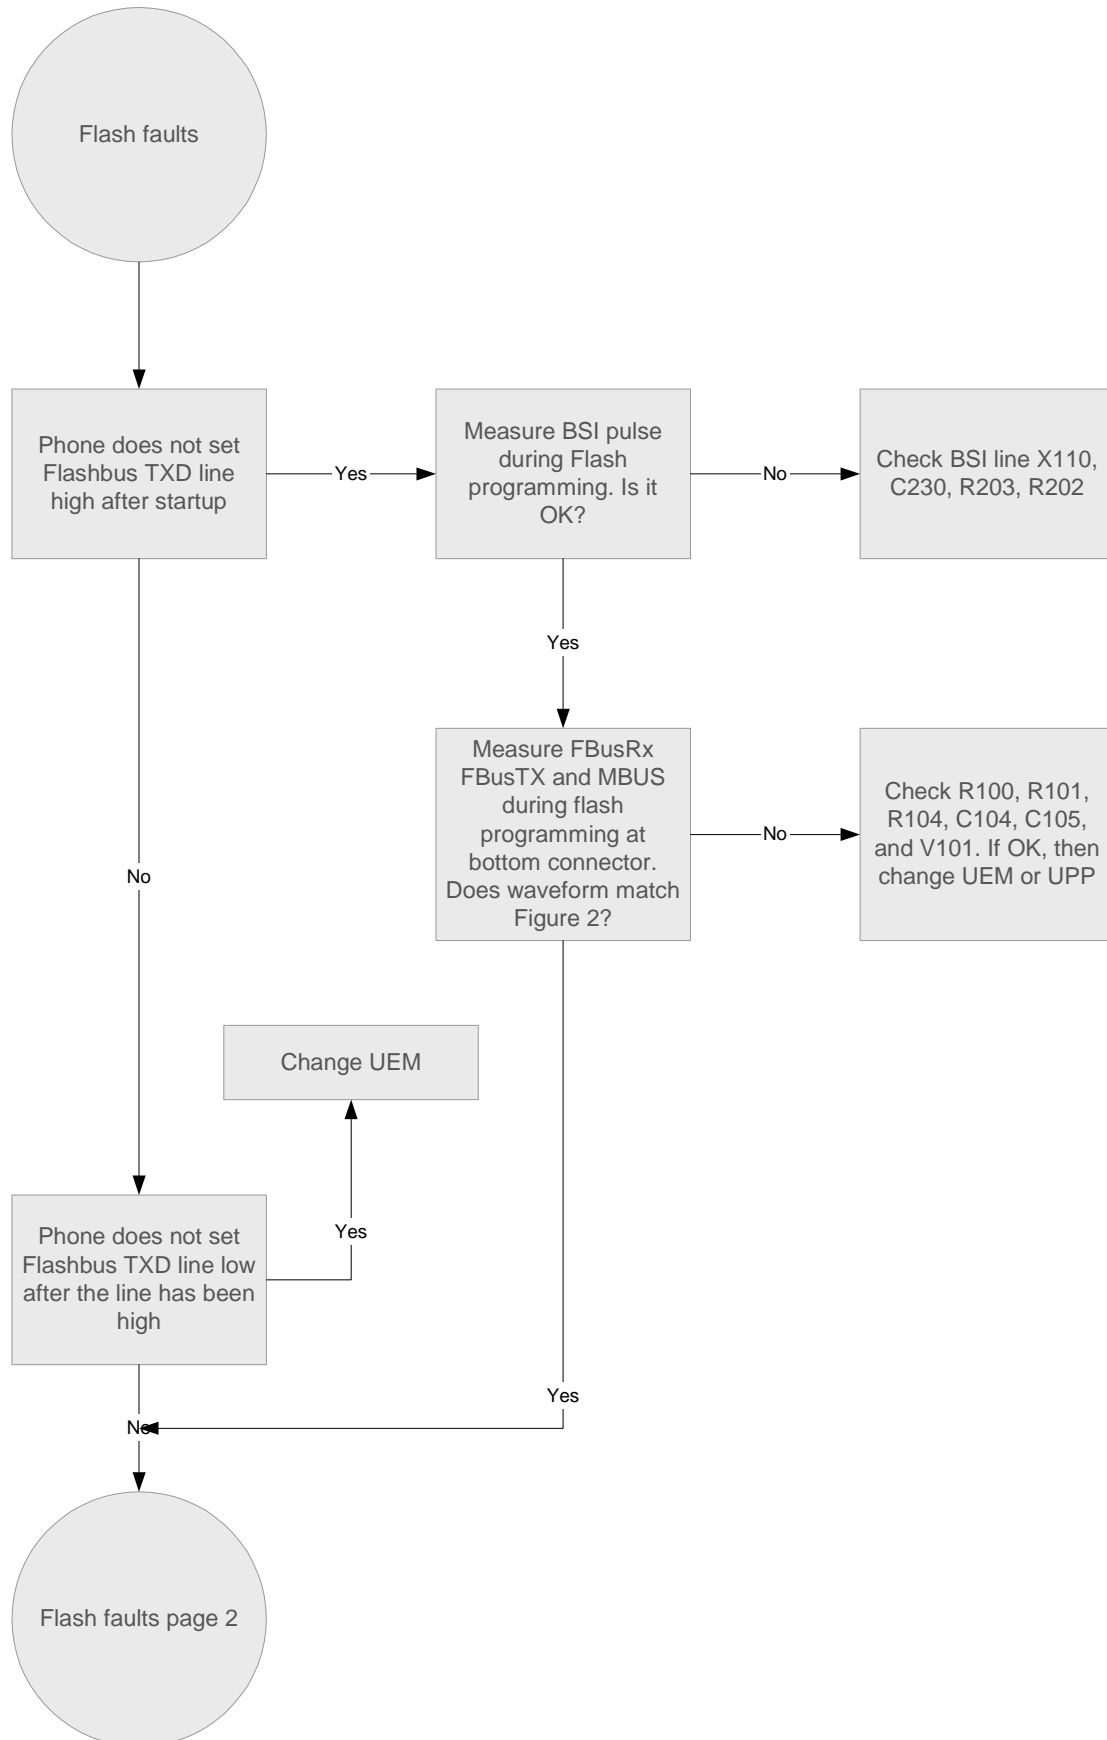 Flash faults
Phone does not set
Flashbus TXD line
high after startup
Yes
Measure BSI pulse
during Flash
programming. Is it
OK?
No
Check BSI line X110,
C230, R203, R202
Yes
Measure FBusRx
FBusTX and MBUS
during flash
programming at
bottom connector.
Does waveform match
Figure 2?
No
Check R100, R101,
R104, C104, C105,
and V101. If OK, then
change UEM or UPP
No
Change UEM
Yes
Phone does not set
Flashbus TXD line low
after the line has been
high
Yes
No
Flash faults page 2